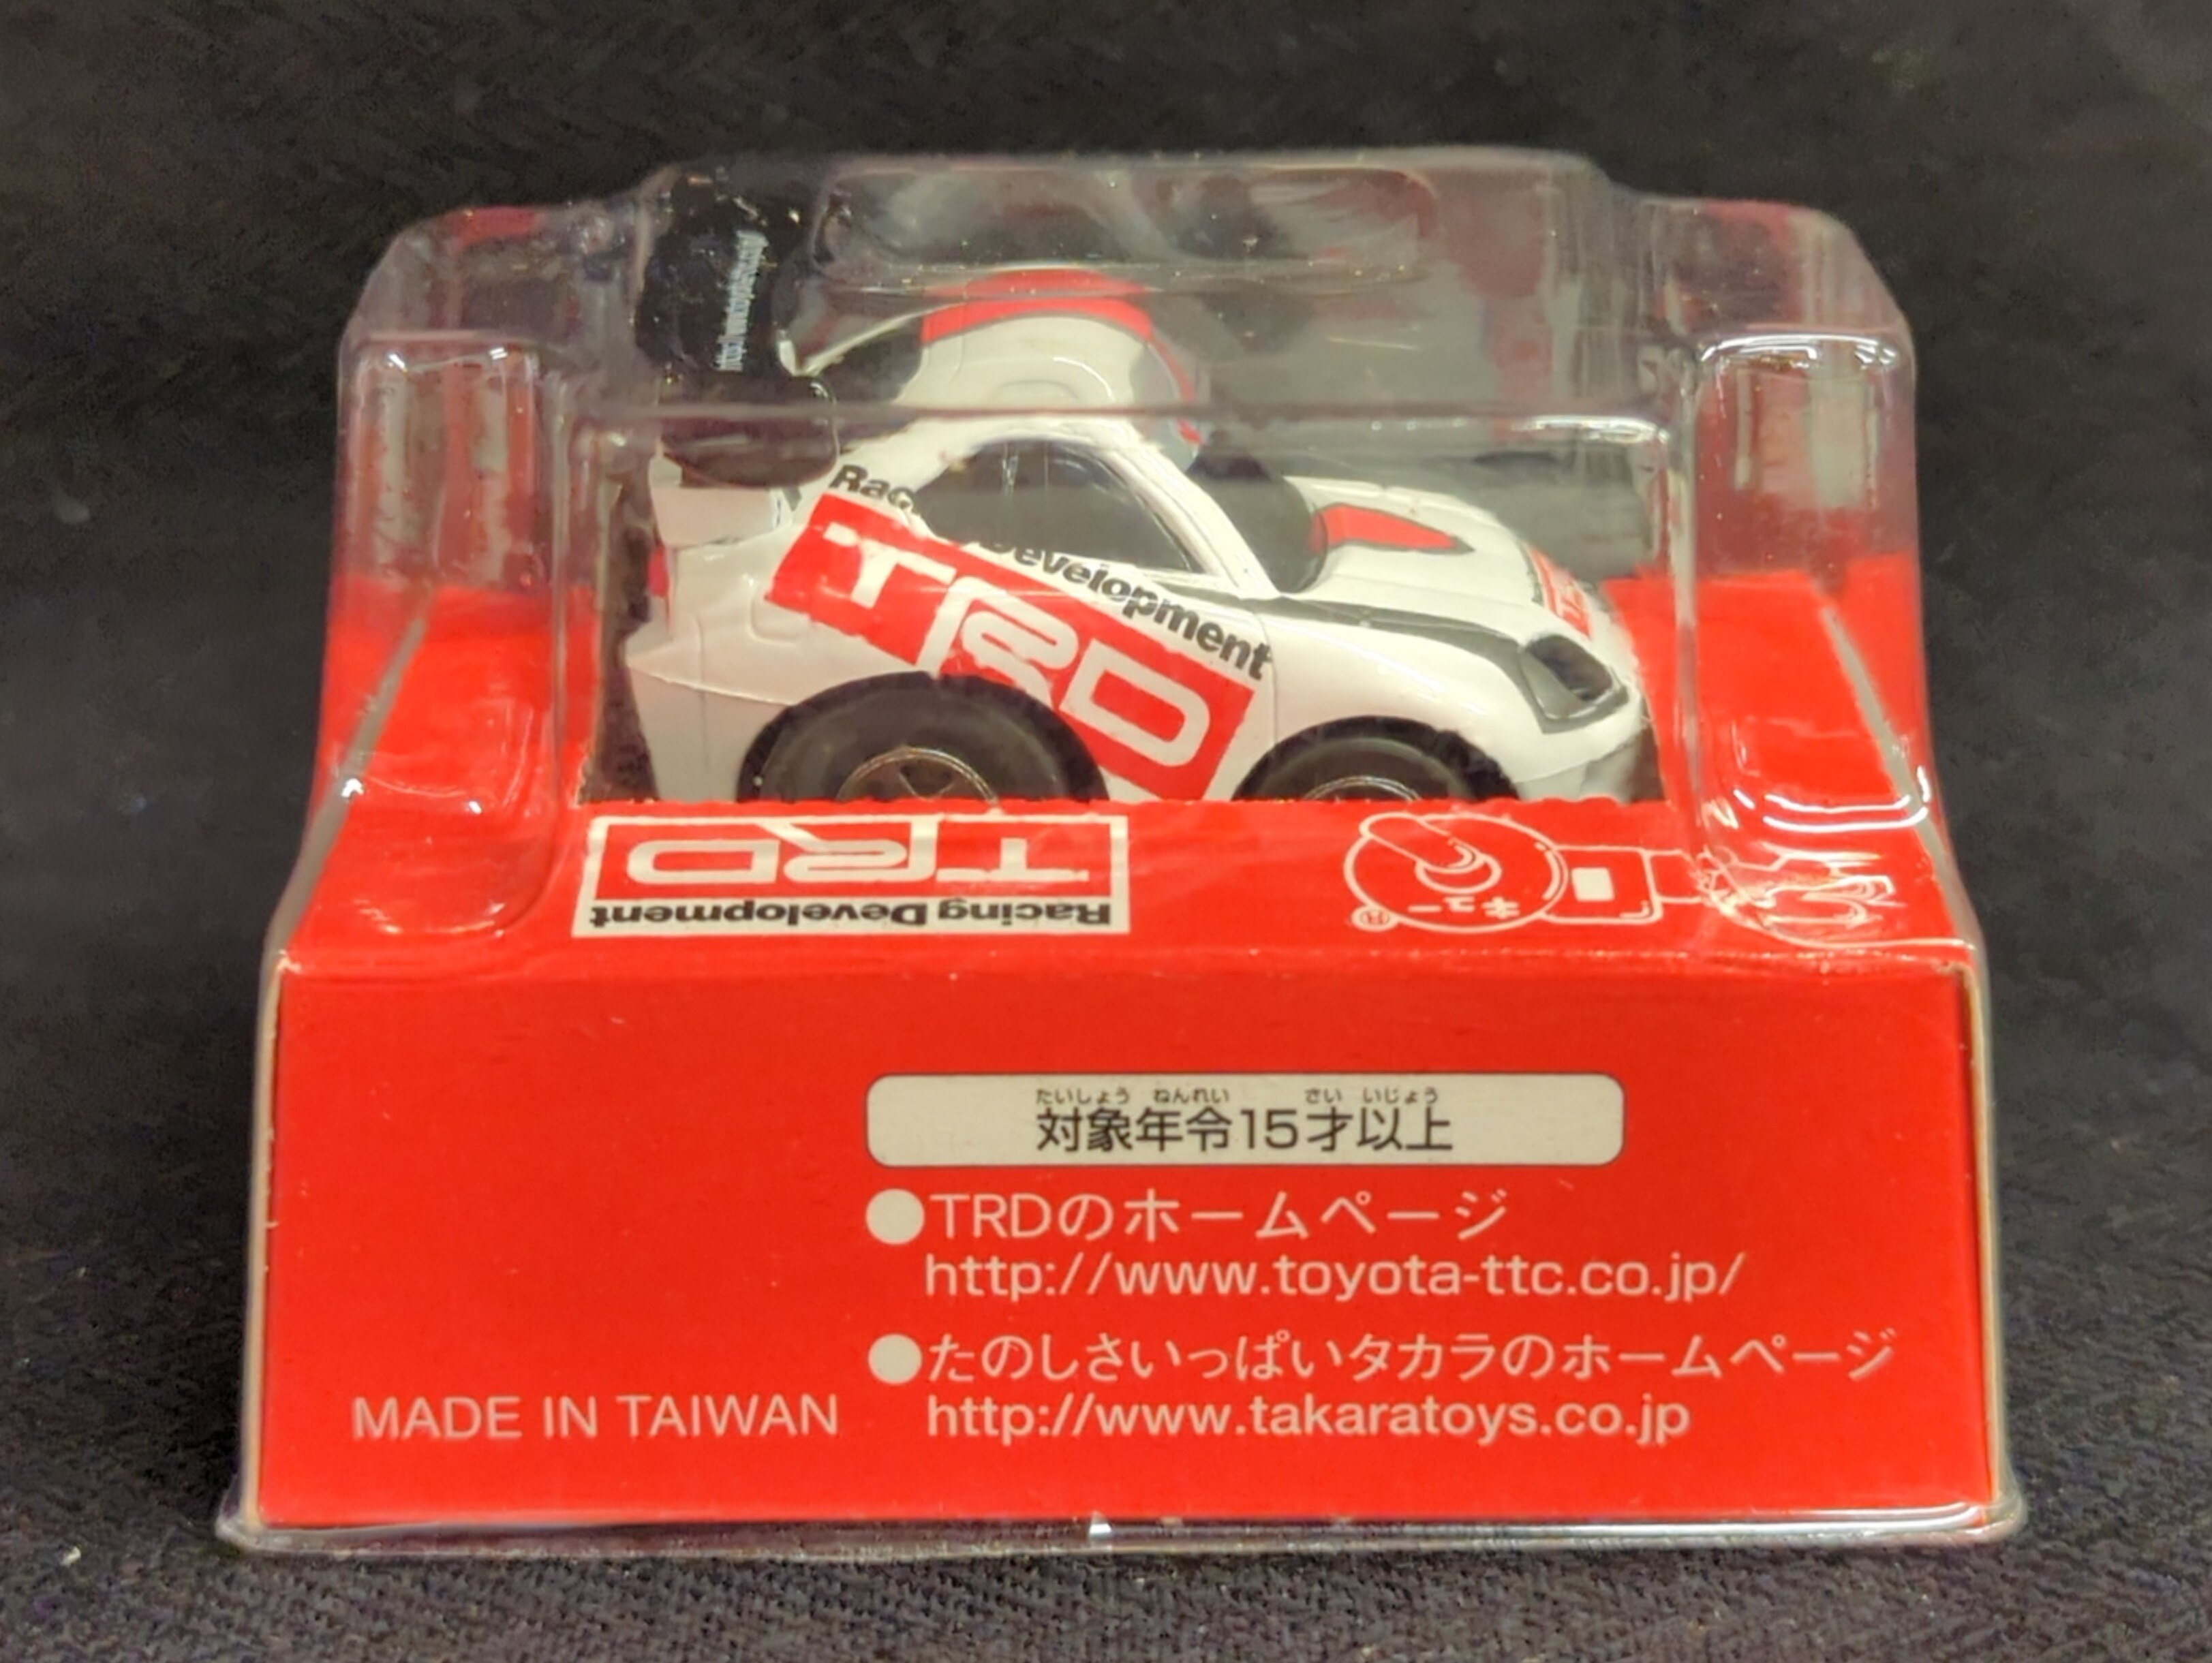 Racing Development
TRD
TRD
Racing Development
キュー
®
たいしょう ねんれい さい いじょう
対象年令15才以上
●TRDのホームページ
http://www.toyota-ttc.co.jp/
●たのしさいっぱいタカラのホームページ
http://www.takaratoys.co.jp
MADE IN TAIWAN